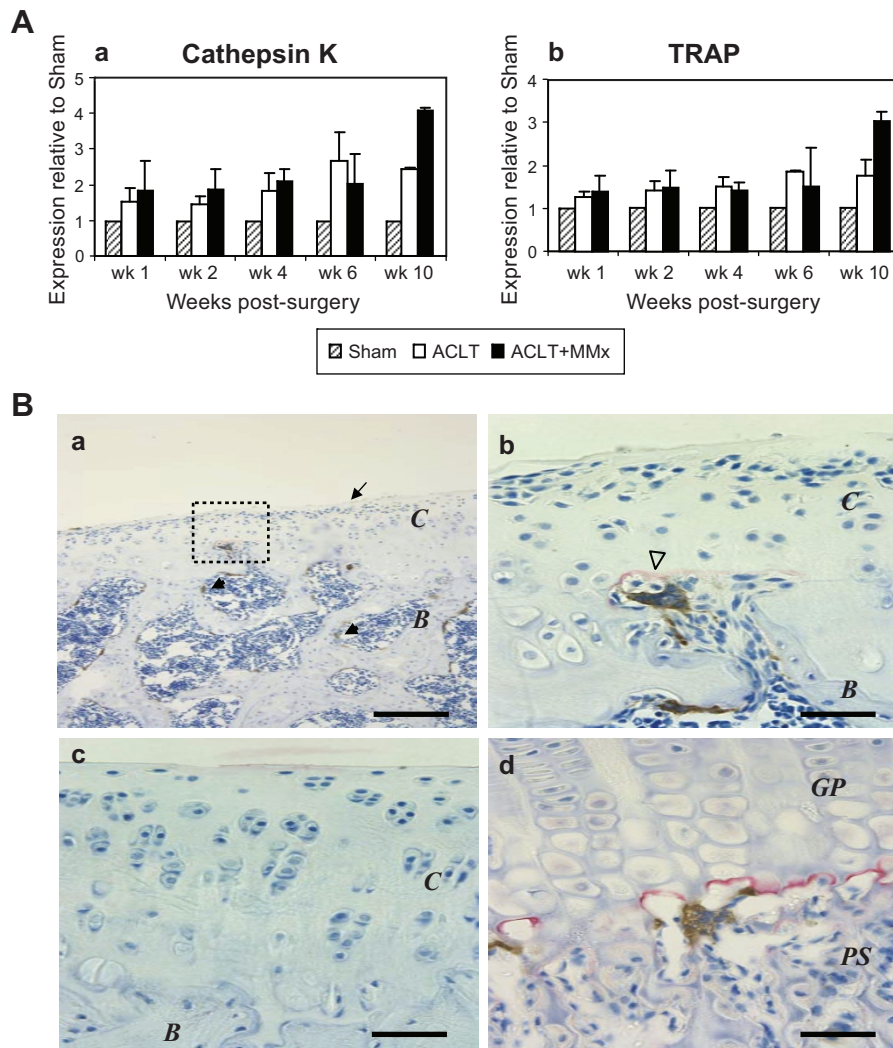 A
a Cathepsin K
Expression relative to Sham
5
4
3
2
1
0
wk 1 wk 2 wk 4 wk 6 wk 10
Weeks post-surgery
b TRAP
Expression relative to Sham
4
3
2
1
0
wk 1 wk 2 wk 4 wk 6 wk 10
Weeks post-surgery
Sham ACLT ACLT+MMx
B
a
C
B
b
C
B
c
C
B
d
GP
PS